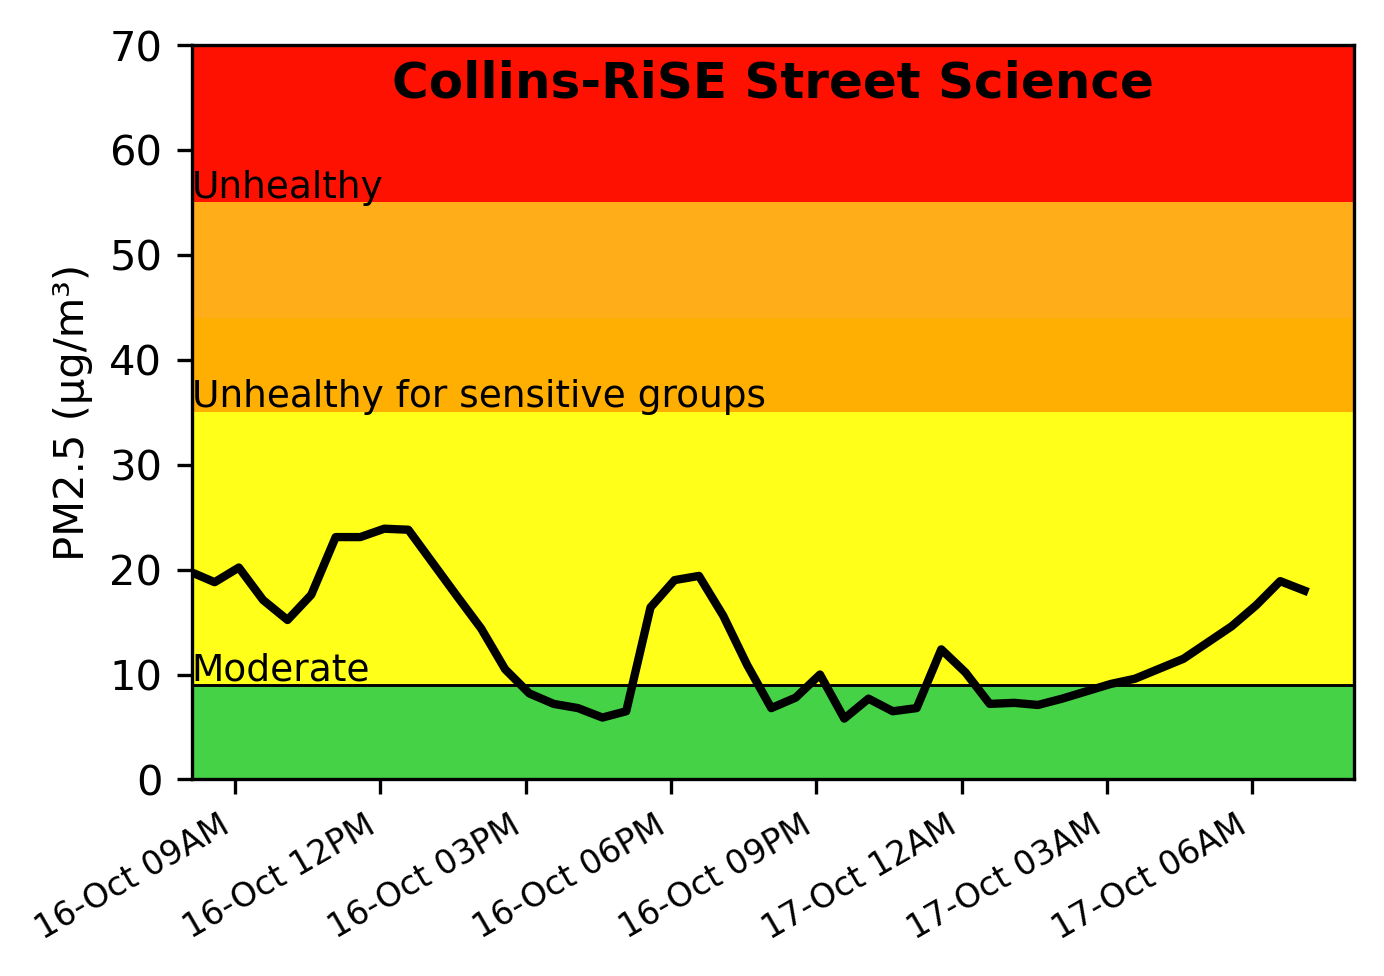 Collins-RiSE Street Science
70
60
50
40
30
20
10
0
PM2.5 (µg/m³)
Unhealthy
Unhealthy for sensitive groups
Moderate
16-Oct 09AM
16-Oct 12PM
16-Oct 03PM
16-Oct 06PM
16-Oct 09PM
17-Oct 12AM
17-Oct 03AM
17-Oct 06AM